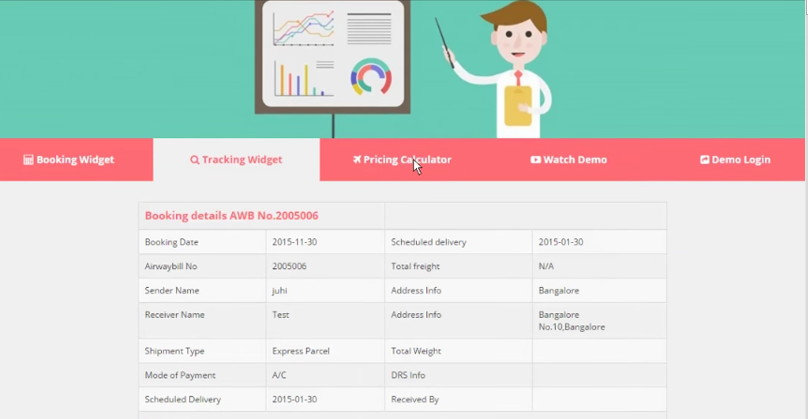 Booking Widget Tracking Widget Pricing Calculator Watch Demo Demo Login
Booking details AWB No.2005006
Booking Date 2015-11-30 Scheduled delivery 2015-01-30
Airwaybill No 2005006 Total freight N/A
Sender Name juhi Address Info Bangalore
Receiver Name Test Address Info Bangalore
No.10,Bangalore
Shipment Type Express Parcel Total Weight
Mode of Payment A/C DRS Info
Scheduled Delivery 2015-01-30 Received By